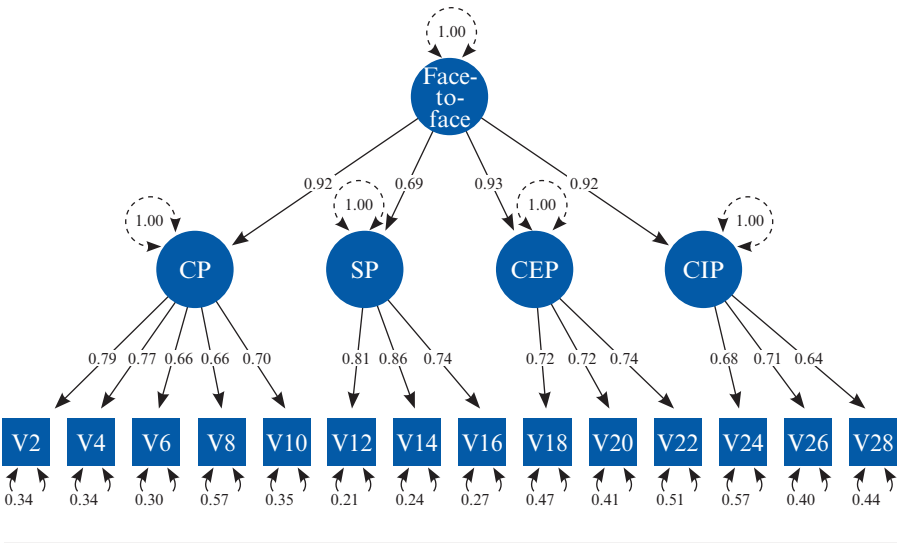 1.00
Face-
to-
face
0.92 0.69 0.93 0.92
1.00 1.00 1.00 1.00
CP SP CEP CIP
0.79 0.77 0.66 0.66 0.70 0.81 0.86 0.74 0.72 0.72 0.74 0.68 0.71 0.64
V2 V4 V6 V8 V10 V12 V14 V16 V18 V20 V22 V24 V26 V28
0.34 0.34 0.30 0.57 0.35 0.21 0.24 0.27 0.47 0.41 0.51 0.57 0.40 0.44